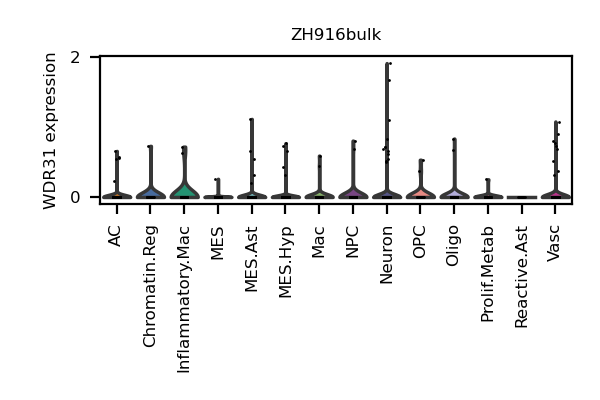 ZH916bulk
WDR31 expression
2
0
AC
Chromatin.Reg
Inflammatory.Mac
MES
MES.Ast
MES.Hyp
Mac
NPC
Neuron
OPC
Oligo
Prolif.Metab
Reactive.Ast
Vasc